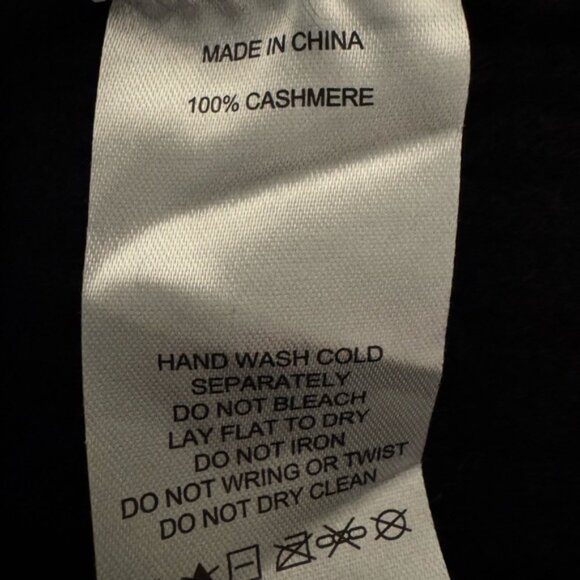 MADE IN CHINA
100% CASHMERE
HAND WASH COLD
SEPARATELY
DO NOT BLEACH
LAY FLAT TO DRY
DO NOT IRON
DO NOT WRING OR TWIST
DO NOT DRY CLEAN